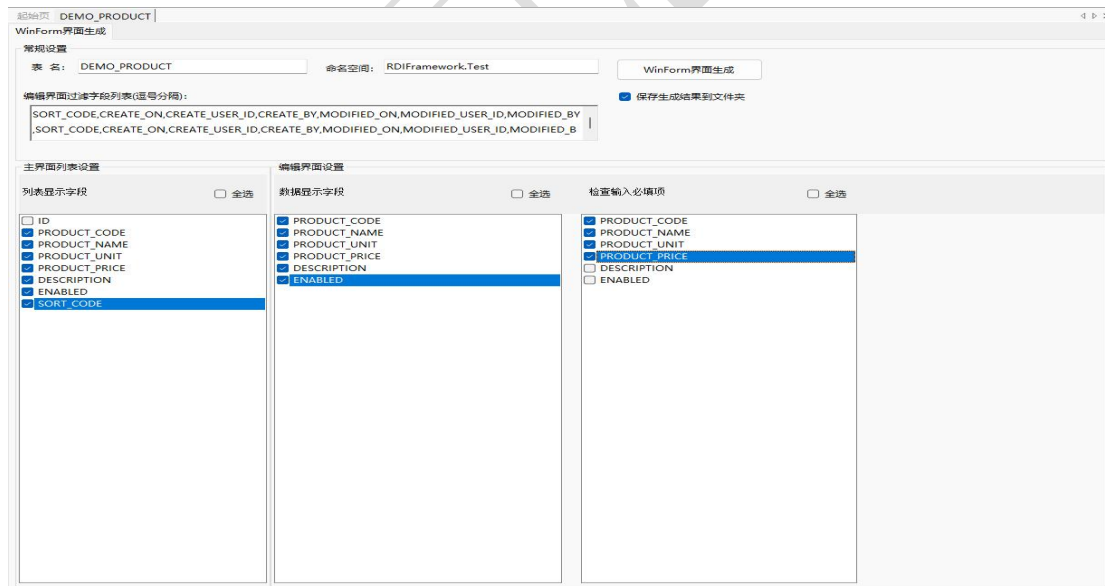 起始页 DEMO_PRODUCT
WinForm界面生成
常规设置
表 名: DEMO_PRODUCT 命名空间: RDIFramework.Test WinForm界面生成
编辑界面过滤字段列表(逗号分隔): 保存生成结果到文件夹
SORT_CODE,CREATE_ON,CREATE_USER_ID,CREATE_BY,MODIFIED_ON,MODIFIED_USER_ID,MODIFIED_BY
,SORT_CODE,CREATE_ON,CREATE_USER_ID,CREATE_BY,MODIFIED_ON,MODIFIED_USER_ID,MODIFIED_B
主界面列表设置 编辑界面设置
列表显示字段 全选 数据显示字段 全选 检查输入必填项 全选
ID PRODUCT_CODE PRODUCT_CODE
PRODUCT_CODE PRODUCT_NAME PRODUCT_NAME
PRODUCT_NAME PRODUCT_UNIT PRODUCT_UNIT
PRODUCT_UNIT PRODUCT_PRICE PRODUCT_PRICE
PRODUCT_PRICE DESCRIPTION DESCRIPTION
DESCRIPTION ENABLED ENABLED
ENABLED
SORT_CODE